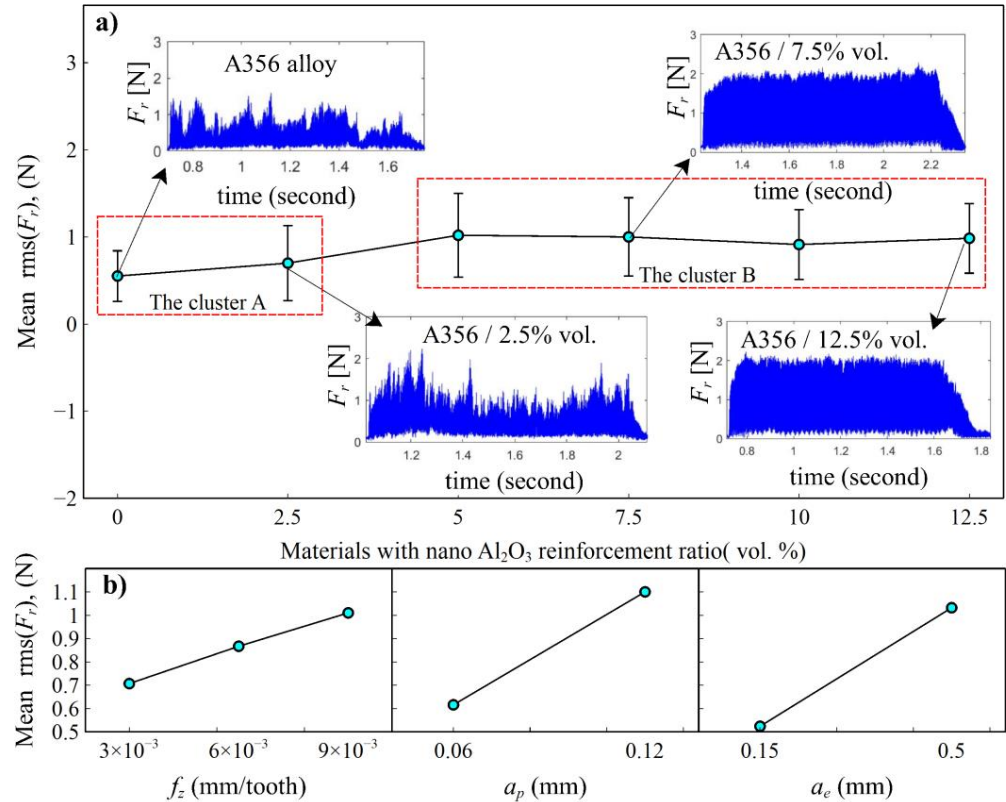 a)
Mean rms(Fᵣ), (N)
3
2
1
0
−1
−2
Fᵣ [N]
3
2
1
0
A356 alloy
0.8 1 1.2 1.4 1.6
time (second)
Fᵣ [N]
3
2
1
0
A356 / 7.5% vol.
1.4 1.6 1.8 2 2.2
time (second)
The cluster A
The cluster B
Fᵣ [N]
3
2
1
0
A356 / 2.5% vol.
1.2 1.4 1.6 1.8 2
time (second)
Fᵣ [N]
3
2
1
0
A356 / 12.5% vol.
0.8 1 1.2 1.4 1.6 1.8
time (second)
0 2.5 5 7.5 10 12.5
Materials with nano Al₂O₃ reinforcement ratio( vol. %)
b)
Mean rms(Fᵣ), (N)
1.1
1
0.9
0.8
0.7
0.6
0.5
3×10⁻³ 6×10⁻³ 9×10⁻³
f_z (mm/tooth)
0.06 0.12
aₚ (mm)
0.15 0.5
aₑ (mm)